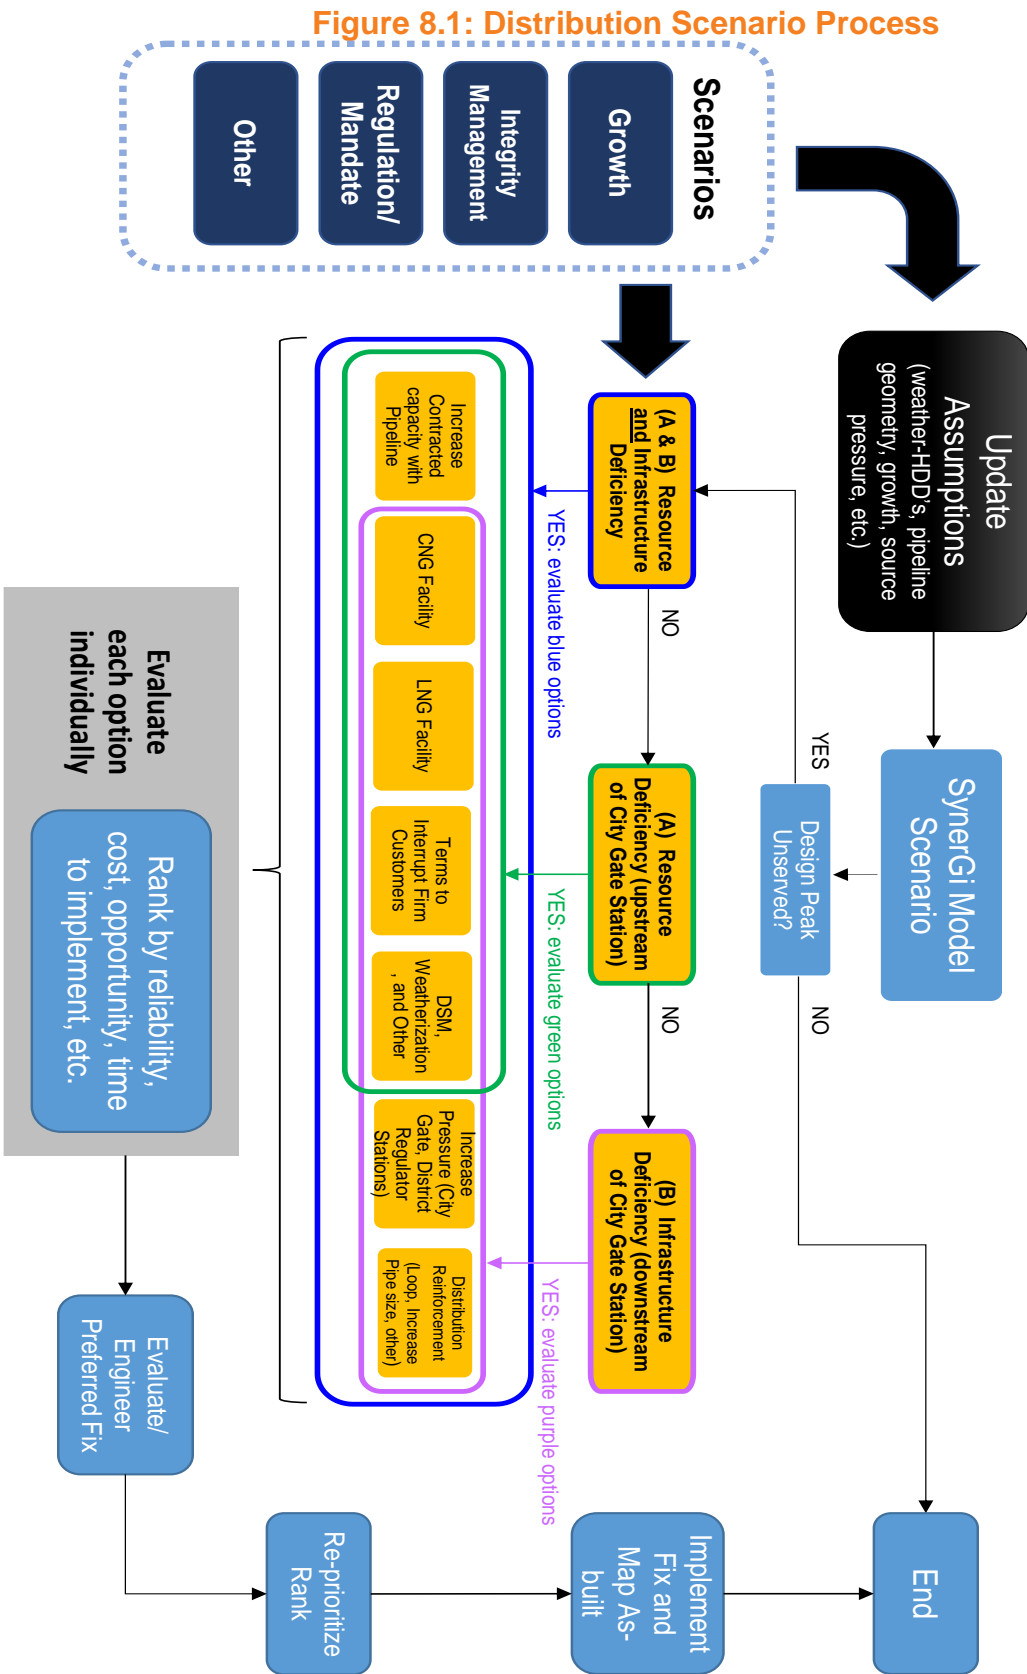 Figure 8.1: Distribution Scenario Process
Scenarios
Growth
Integrity
Management
Regulation/
Mandate
Other
Update
Assumptions
(weather-HDD's, pipeline
geometry, growth, source
pressure, etc.)
SynerGi Model
Scenario
Design Peak
Unserved?
YES
NO
End
(A & B) Resource
and Infrastructure
Deficiency
NO
(A) Resource
Deficiency (upstream
of City Gate Station)
NO
(B) Infrastructure
Deficiency (downstream
of City Gate Station)
YES: evaluate blue options
YES: evaluate green options
YES: evaluate purple options
Increase
Contracted
capacity with
Pipeline
CNG Facility
LNG Facility
Terms to
Interrupt Firm
Customers
DSM,
Weatherization
, and Other
Increase
Pressure (City
Gate, District
Regulator
Stations)
Distribution
Reinforcement
(Loop, Increase
Pipe size, other)
Evaluate
each option
individually
Rank by reliability,
cost, opportunity, time
to implement, etc.
Evaluate/
Engineer
Preferred Fix
Re-prioritize
Rank
Implement
Fix and
Map As-
built